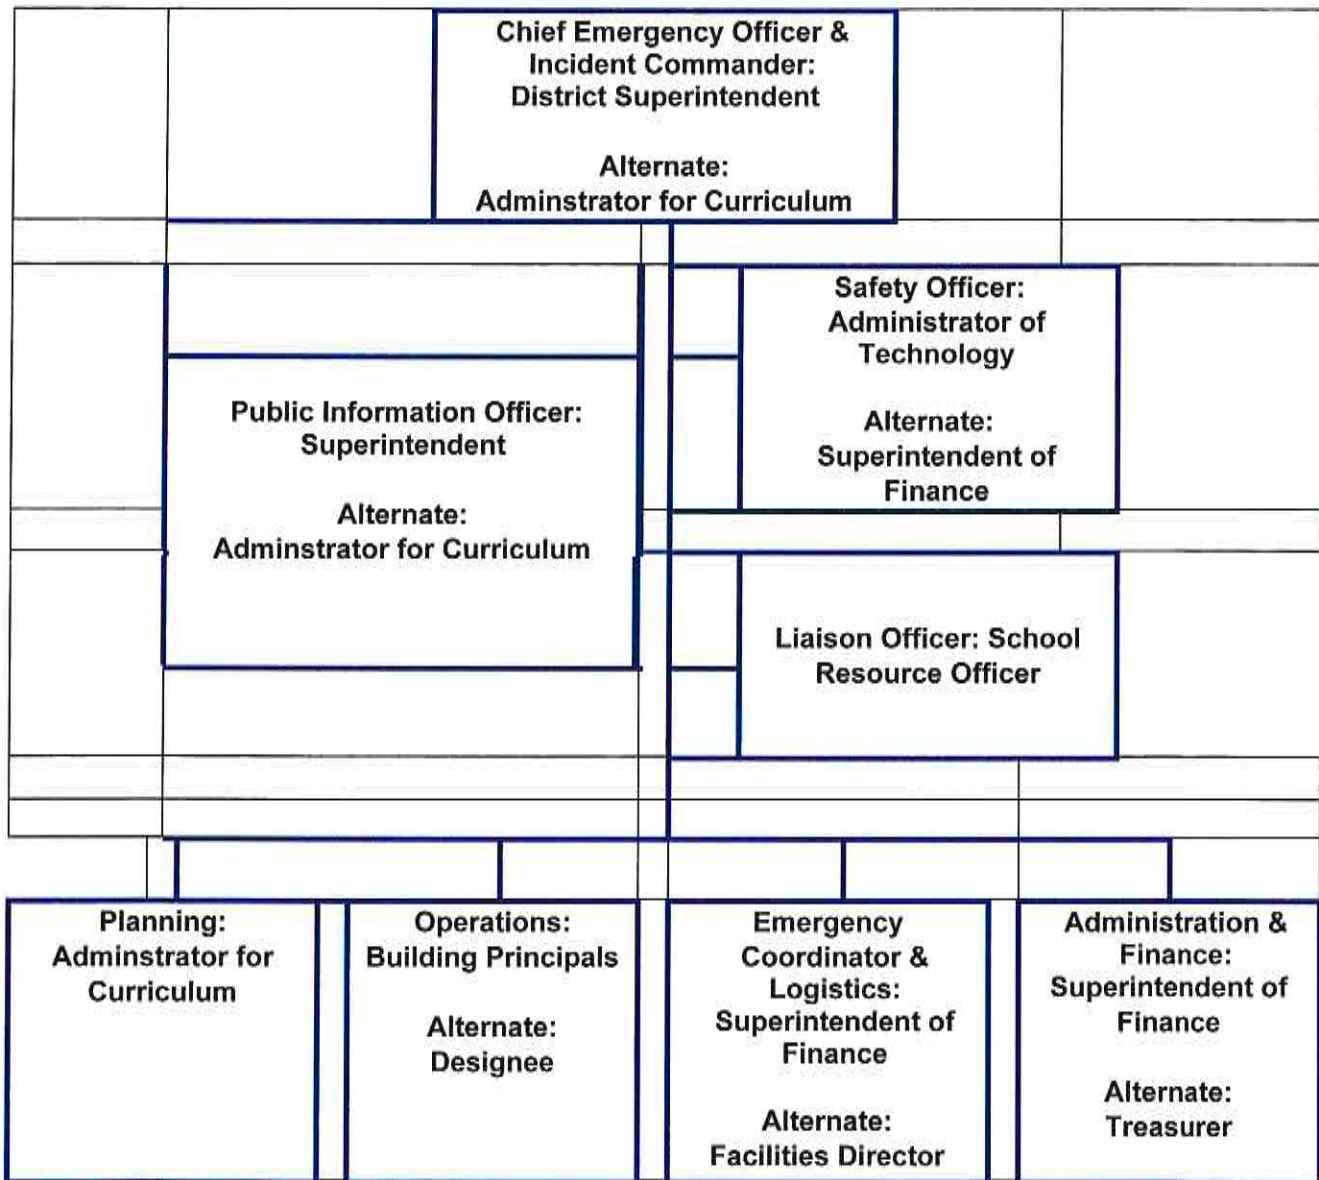 Chief Emergency Officer &
Incident Commander:
District Superintendent
Alternate:
Adminstrator for Curriculum
Safety Officer:
Administrator of
Technology
Alternate:
Superintendent of
Finance
Public Information Officer:
Superintendent
Alternate:
Adminstrator for Curriculum
Liaison Officer: School
Resource Officer
Planning:
Adminstrator for
Curriculum
Operations:
Building Principals
Alternate:
Designee
Emergency
Coordinator &
Logistics:
Superintendent of
Finance
Alternate:
Facilities Director
Administration &
Finance:
Superintendent of
Finance
Alternate:
Treasurer